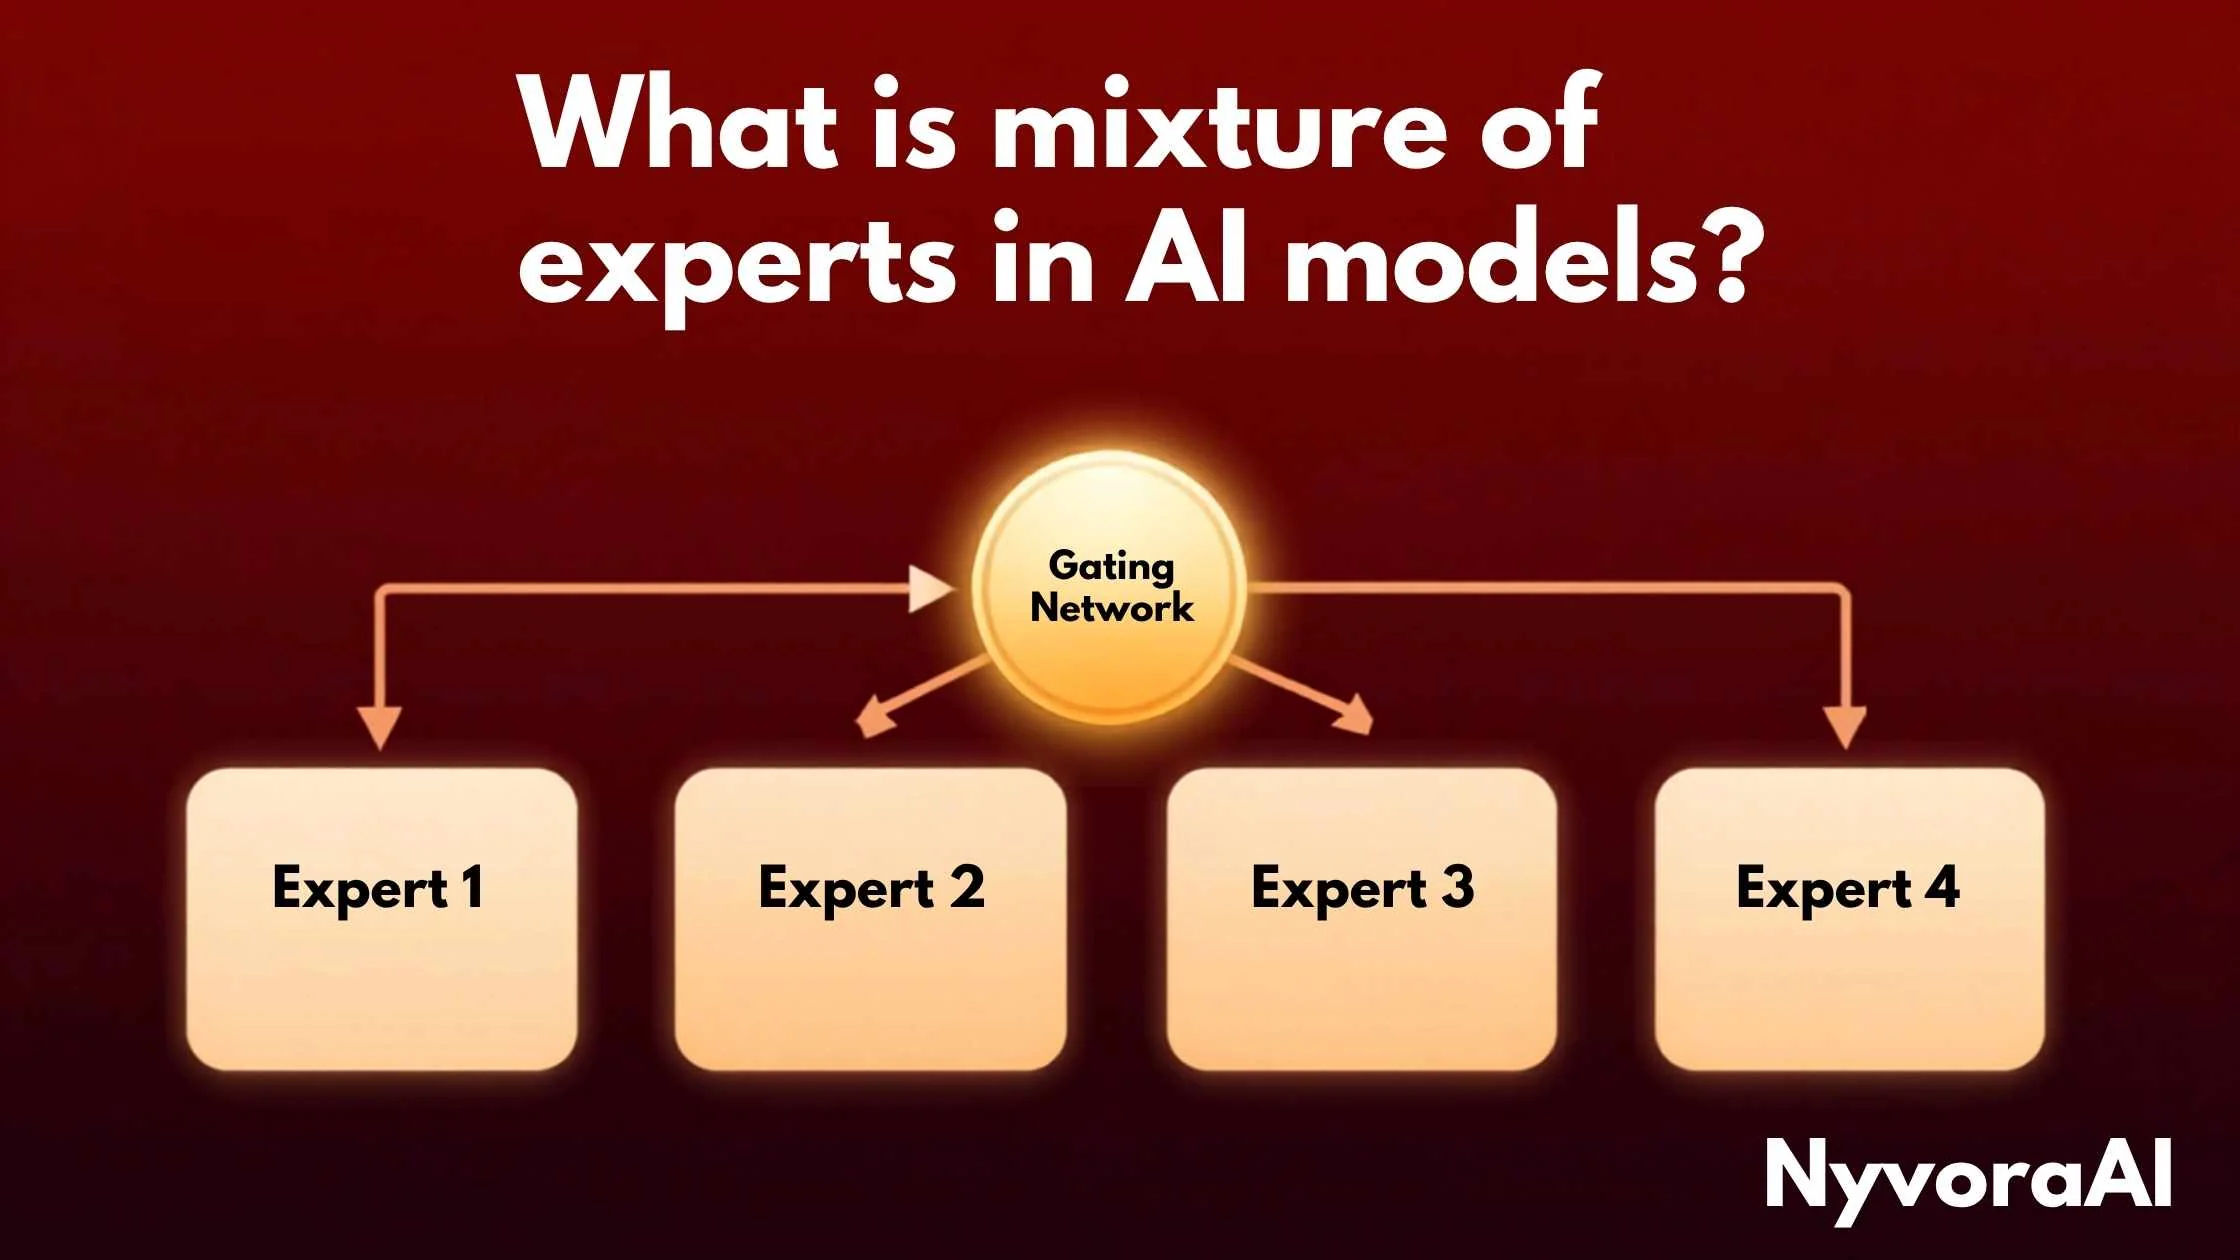 What is mixture of
experts in AI models?
Gating
Network
Expert 1
Expert 2
Expert 3
Expert 4
NyvoraAI